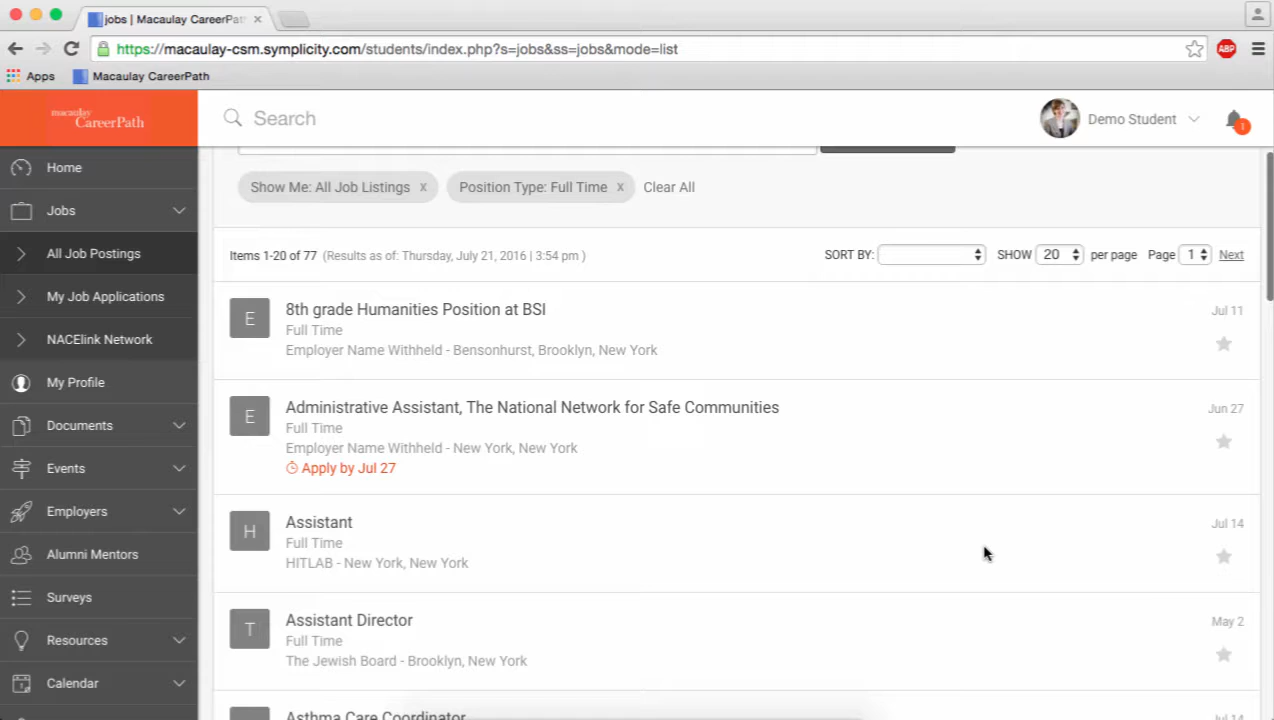 jobs | Macaulay CareerPat
https://macaulay-csm.symplicity.com/students/index.php?s=jobs&ss=jobs&mode=list
ABP
Apps Macaulay CareerPath
macaulay
CareerPath
Search
Demo Student
1
Home
Jobs
All Job Postings
My Job Applications
NACElink Network
My Profile
Documents
Events
Employers
Alumni Mentors
Surveys
Resources
Calendar
Show Me: All Job Listings x Position Type: Full Time x Clear All
Items 1-20 of 77 (Results as of: Thursday, July 21, 2016 | 3:54 pm ) SORT BY: SHOW 20 per page Page 1 Next
E
8th grade Humanities Position at BSI Jul 11
Full Time
Employer Name Withheld - Bensonhurst, Brooklyn, New York
E
Administrative Assistant, The National Network for Safe Communities Jun 27
Full Time
Employer Name Withheld - New York, New York
Apply by Jul 27
H
Assistant Jul 14
Full Time
HITLAB - New York, New York
T
Assistant Director May 2
Full Time
The Jewish Board - Brooklyn, New York
Asthma Care Coordinator Jul 14